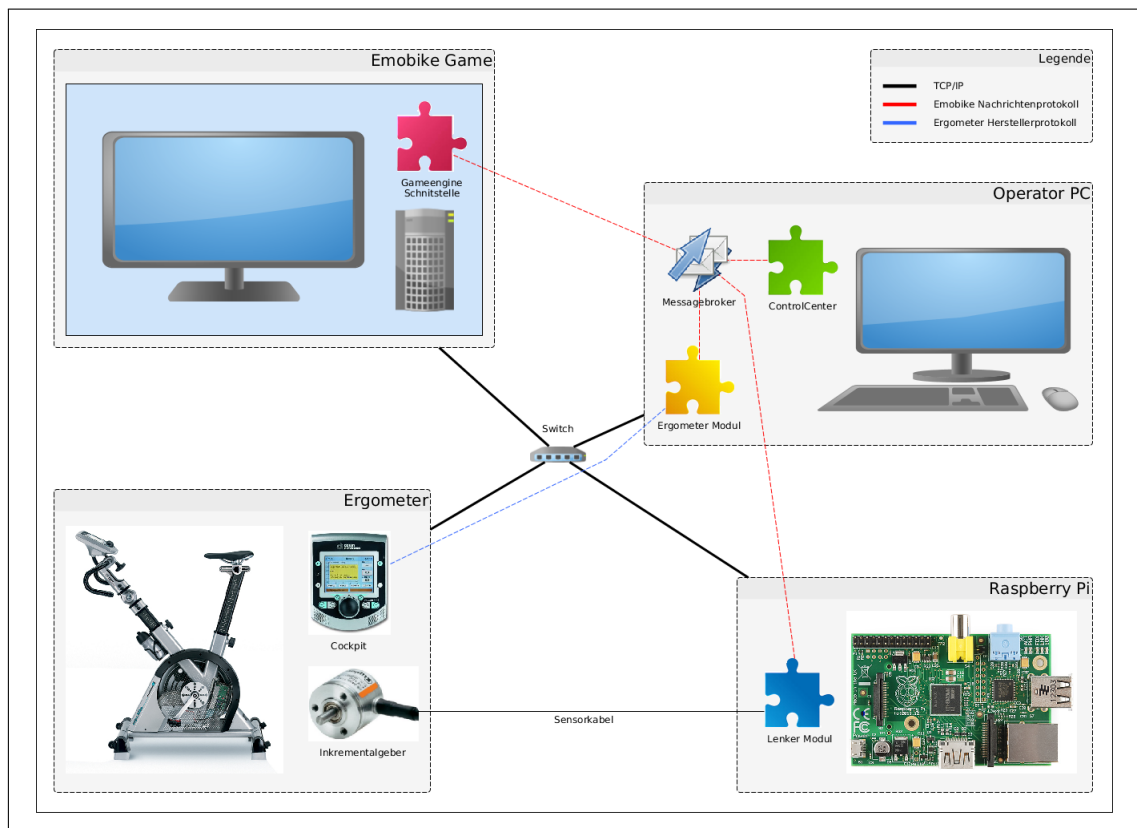 Emobike Game
Gameengine
Schnitstelle
Legende
TCP/IP
Emobike Nachrichtenprotokoll
Ergometer Herstellerprotokoll
Operator PC
Messagebroker
ControlCenter
Ergometer Modul
Switch
Ergometer
Cockpit
Inkrementalgeber
Sensorkabel
Raspberry Pi
Lenker Modul